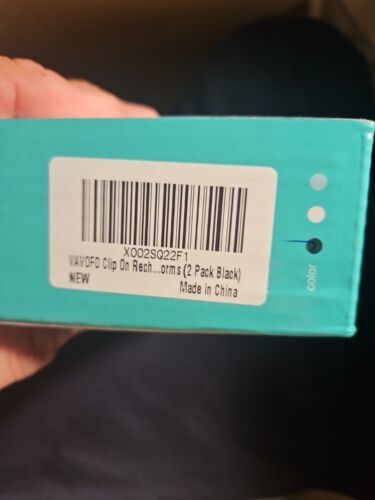 X002SQ22F1
VAVOFO Clip On Rech...orms (2 Pack Black)
NEW
Made in China
color